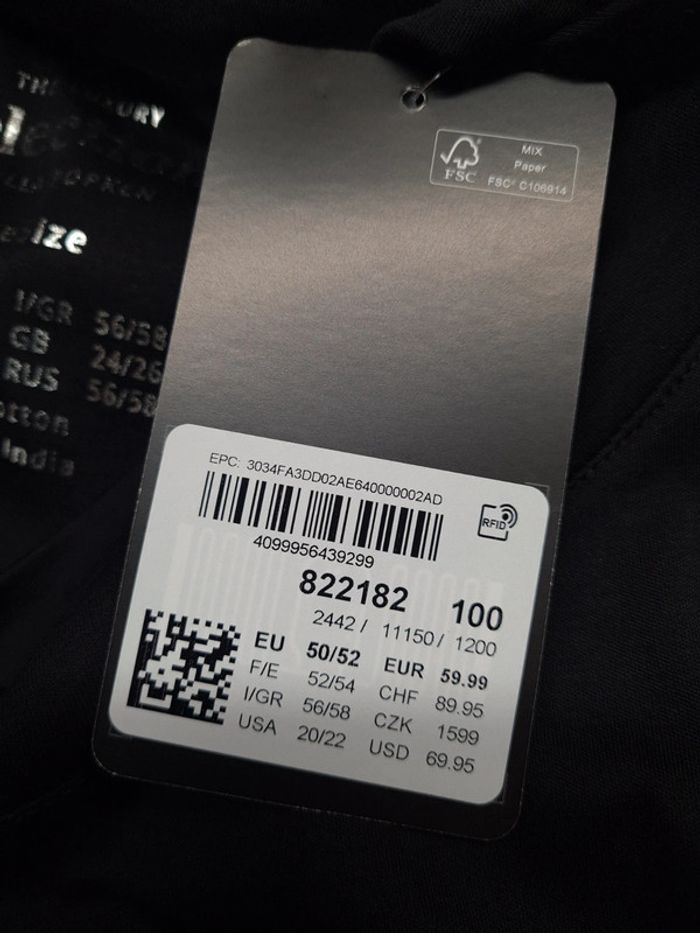 MIX
Paper
FSC
FSC® C106914
ize
I/GR 56/58
GB 24/26
RUS 56/58
India
EPC: 3034FA3DD02AE640000002AD
RFID
4099956439299
822182 100
2442 / 11150 / 1200
EU 50/52 EUR 59.99
F/E 52/54 CHF 89.95
I/GR 56/58 CZK 1599
USA 20/22 USD 69.95